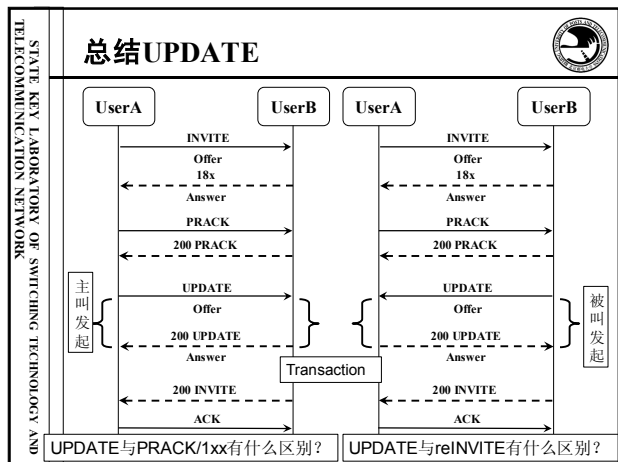 总结UPDATE
STATE KEY LABORATORY OF SWITCHING TECHNOLOGY AND
TELECOMMUNICATION NETWORK
UserA
UserB
INVITE
Offer
18x
Answer
PRACK
200 PRACK
主叫发起
UPDATE
Offer
200 UPDATE
Answer
200 INVITE
ACK
UserA
UserB
INVITE
Offer
18x
Answer
PRACK
200 PRACK
UPDATE
Offer
200 UPDATE
Answer
被叫发起
Transaction
200 INVITE
ACK
UPDATE与PRACK/1xx有什么区别?
UPDATE与reINVITE有什么区别?